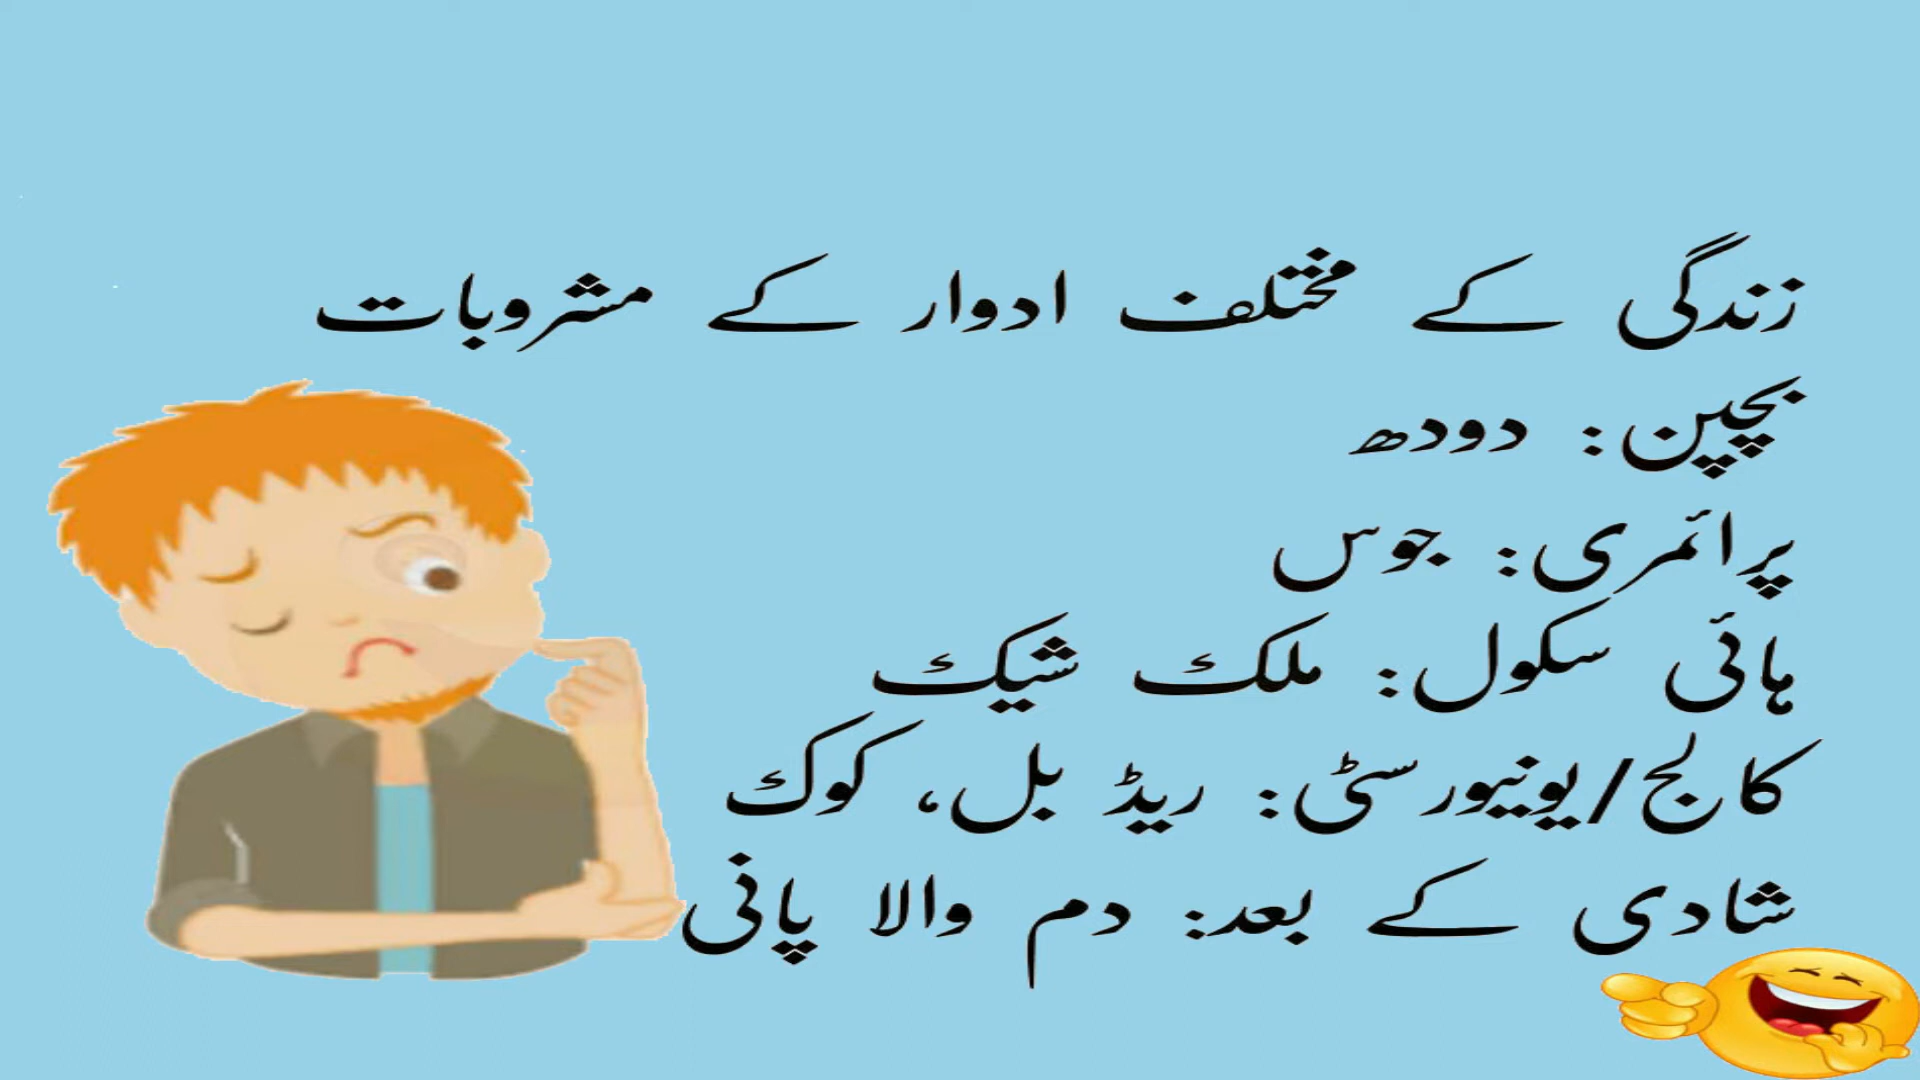 زندگی کے مختلف ادوار کے مشروبات
بچپن: دودھ
پرائمری: جوس
ہائی سکول: ملک شیک
کالج/یونیورسٹی: ریڈ بل، کوک
شادی کے بعد: دم والا پانی